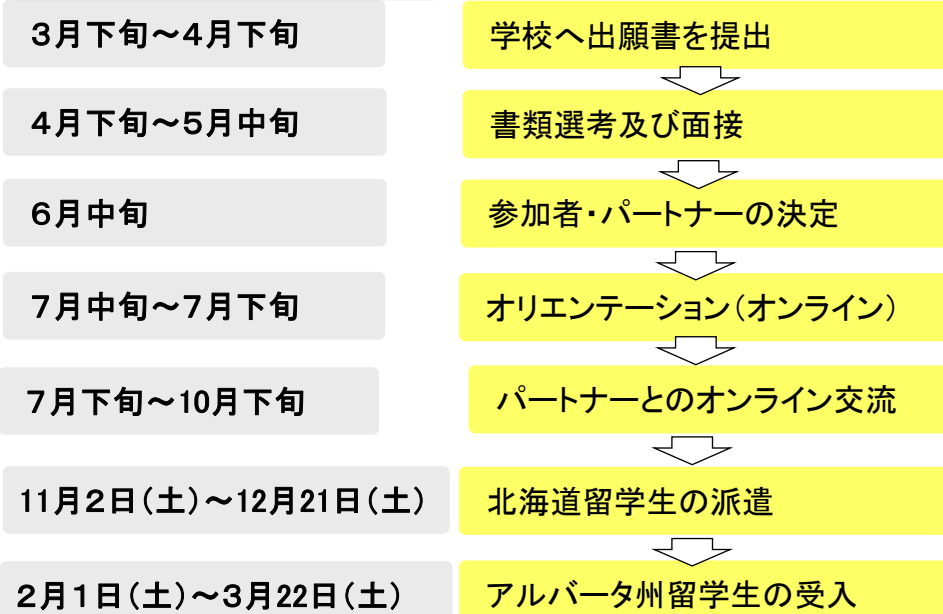 3月下旬～4月下旬
学校へ出願書を提出
4月下旬～5月中旬
書類選考及び面接
6月中旬
参加者・パートナーの決定
7月中旬～7月下旬
オリエンテーション(オンライン)
7月下旬～10月下旬
パートナーとのオンライン交流
11月2日(土)～12月21日(土)
北海道留学生の派遣
2月1日(土)～3月22日(土)
アルバータ州留学生の受入